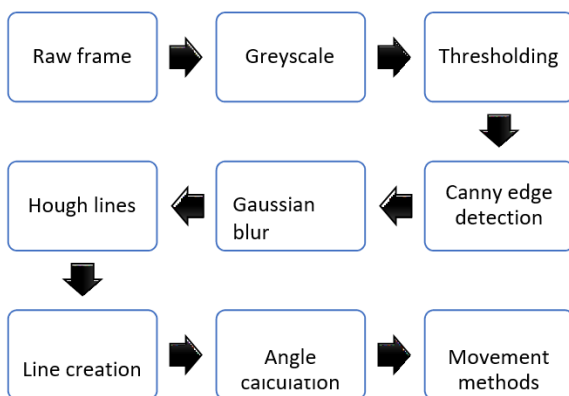 Raw frame
Greyscale
Thresholding
Canny edge
detection
Gaussian
blur
Hough lines
Line creation
Angle
calculation
Movement
methods